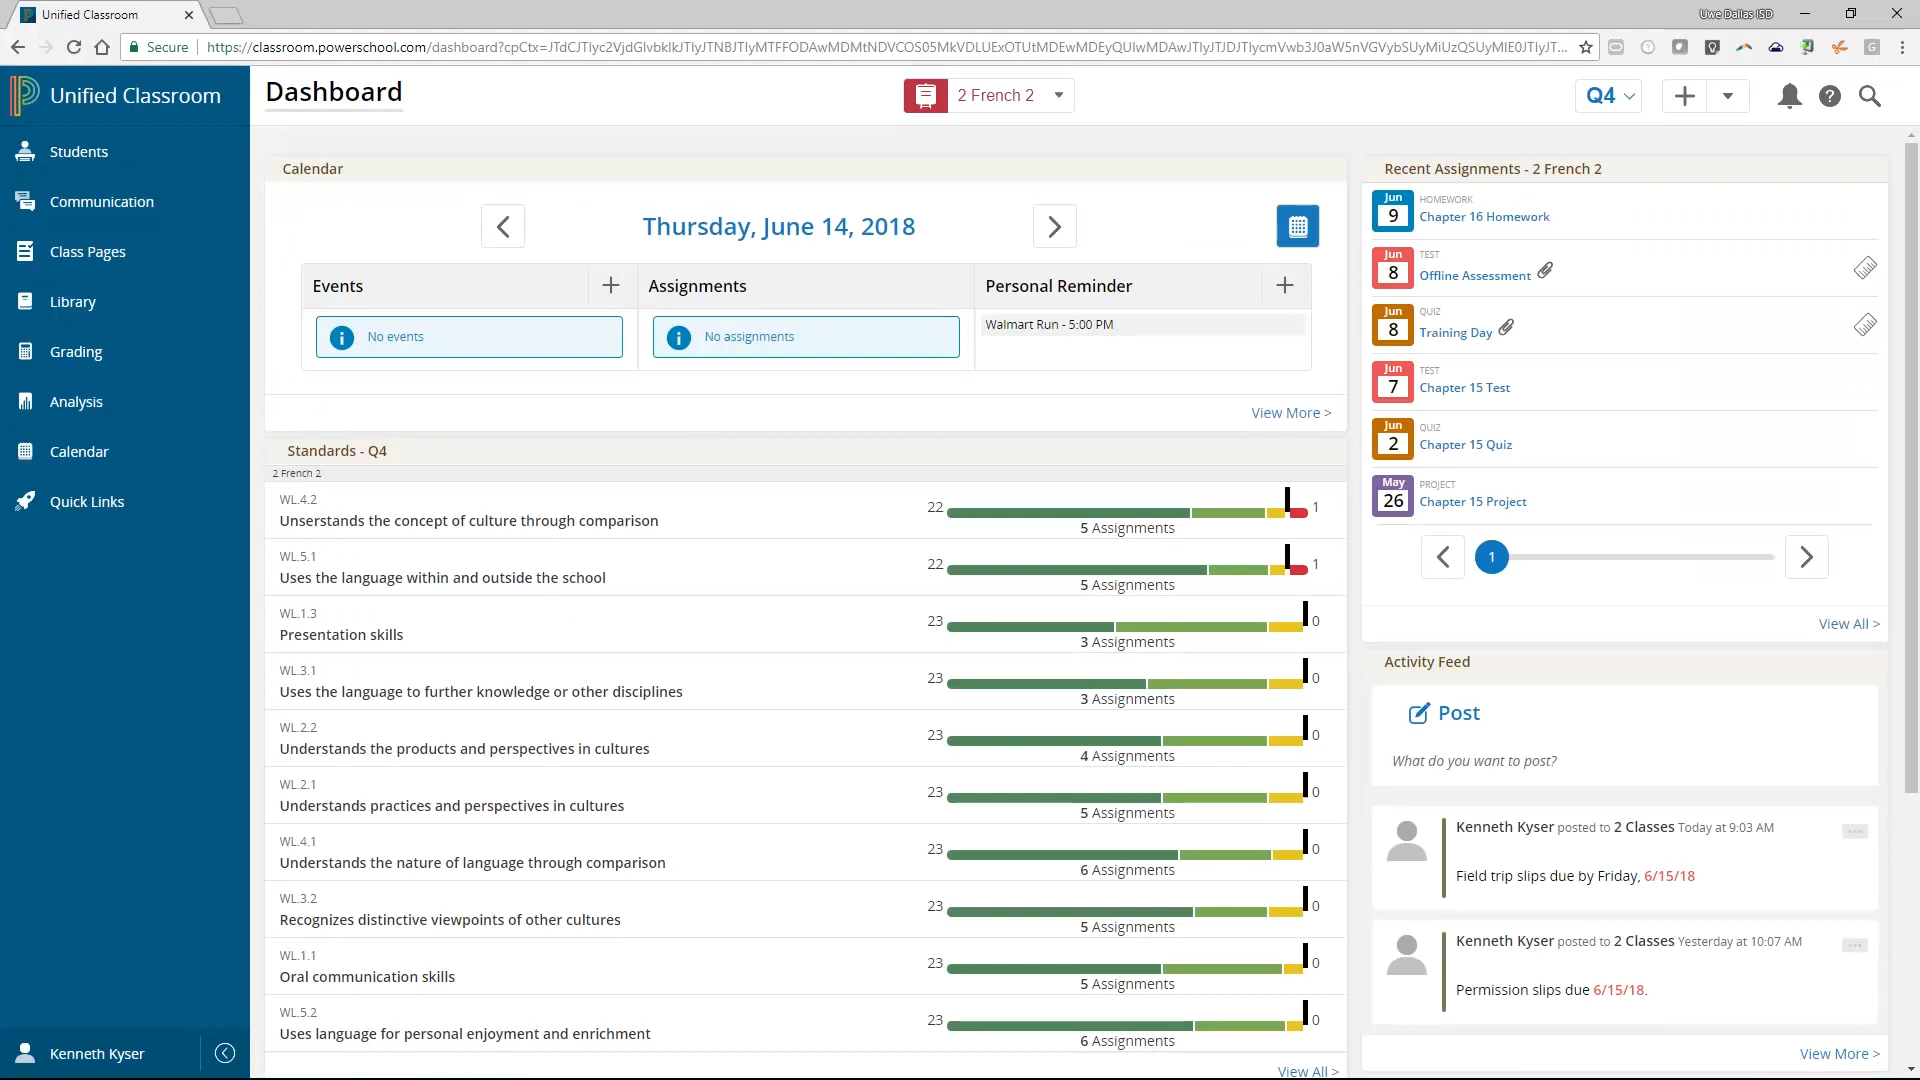 Unified Classroom
Uwe Dallas ISD
Secure
Unified Classroom
Dashboard
2 French 2
Q4
Students
Communication
Class Pages
Library
Grading
Analysis
Calendar
Quick Links
Kenneth Kyser
Calendar
Thursday, June 14, 2018
Events
Assignments
Personal Reminder
No events
No assignments
Walmart Run - 5:00 PM
View More >
Standards - Q4
2 French 2
WL.4.2
Unserstands the concept of culture through comparison
22
1
5 Assignments
WL.5.1
Uses the language within and outside the school
22
1
5 Assignments
WL.1.3
Presentation skills
23
0
3 Assignments
WL.3.1
Uses the language to further knowledge or other disciplines
23
0
3 Assignments
WL.2.2
Understands the products and perspectives in cultures
23
0
4 Assignments
WL.2.1
Understands practices and perspectives in cultures
23
0
5 Assignments
WL.4.1
Understands the nature of language through comparison
23
0
6 Assignments
WL.3.2
Recognizes distinctive viewpoints of other cultures
23
0
5 Assignments
WL.1.1
Oral communication skills
23
0
5 Assignments
WL.5.2
Uses language for personal enjoyment and enrichment
23
0
6 Assignments
View All >
Recent Assignments - 2 French 2
Jun
9
HOMEWORK
Chapter 16 Homework
Jun
8
TEST
Offline Assessment
Jun
8
QUIZ
Training Day
Jun
7
TEST
Chapter 15 Test
Jun
2
QUIZ
Chapter 15 Quiz
May
26
PROJECT
Chapter 15 Project
1
View All >
Activity Feed
Post
What do you want to post?
Kenneth Kyser posted to 2 Classes Today at 9:03 AM
Field trip slips due by Friday, 6/15/18
Kenneth Kyser posted to 2 Classes Yesterday at 10:07 AM
Permission slips due 6/15/18.
View More >